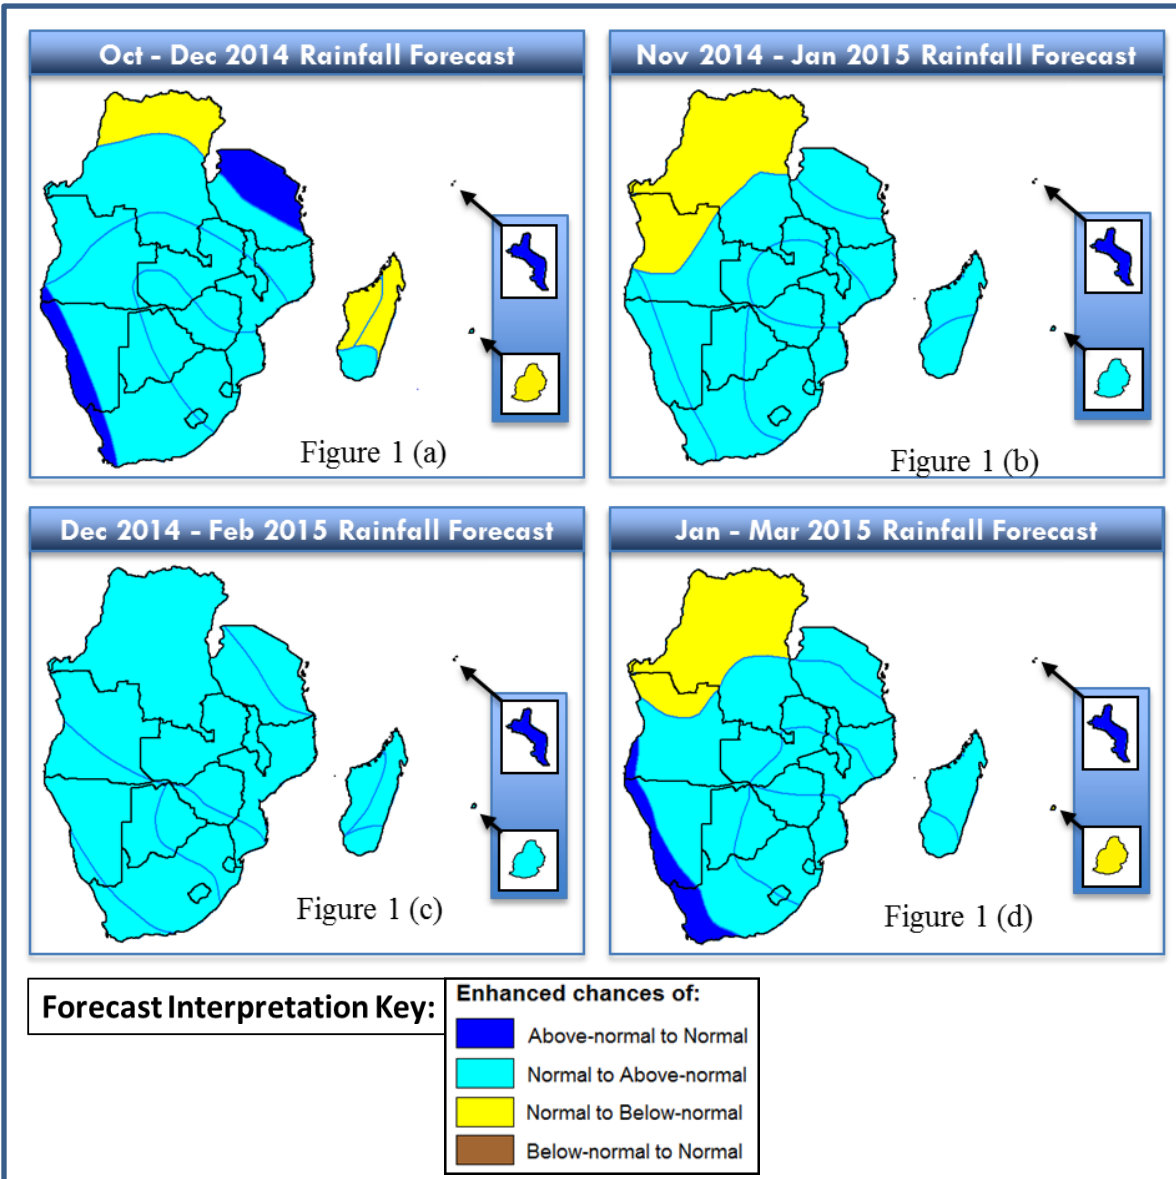 Oct - Dec 2014 Rainfall Forecast
Nov 2014 - Jan 2015 Rainfall Forecast
Figure 1 (a)
Figure 1 (b)
Dec 2014 - Feb 2015 Rainfall Forecast
Jan - Mar 2015 Rainfall Forecast
Figure 1 (c)
Figure 1 (d)
Forecast Interpretation Key:
Enhanced chances of:
Above-normal to Normal
Normal to Above-normal
Normal to Below-normal
Below-normal to Normal